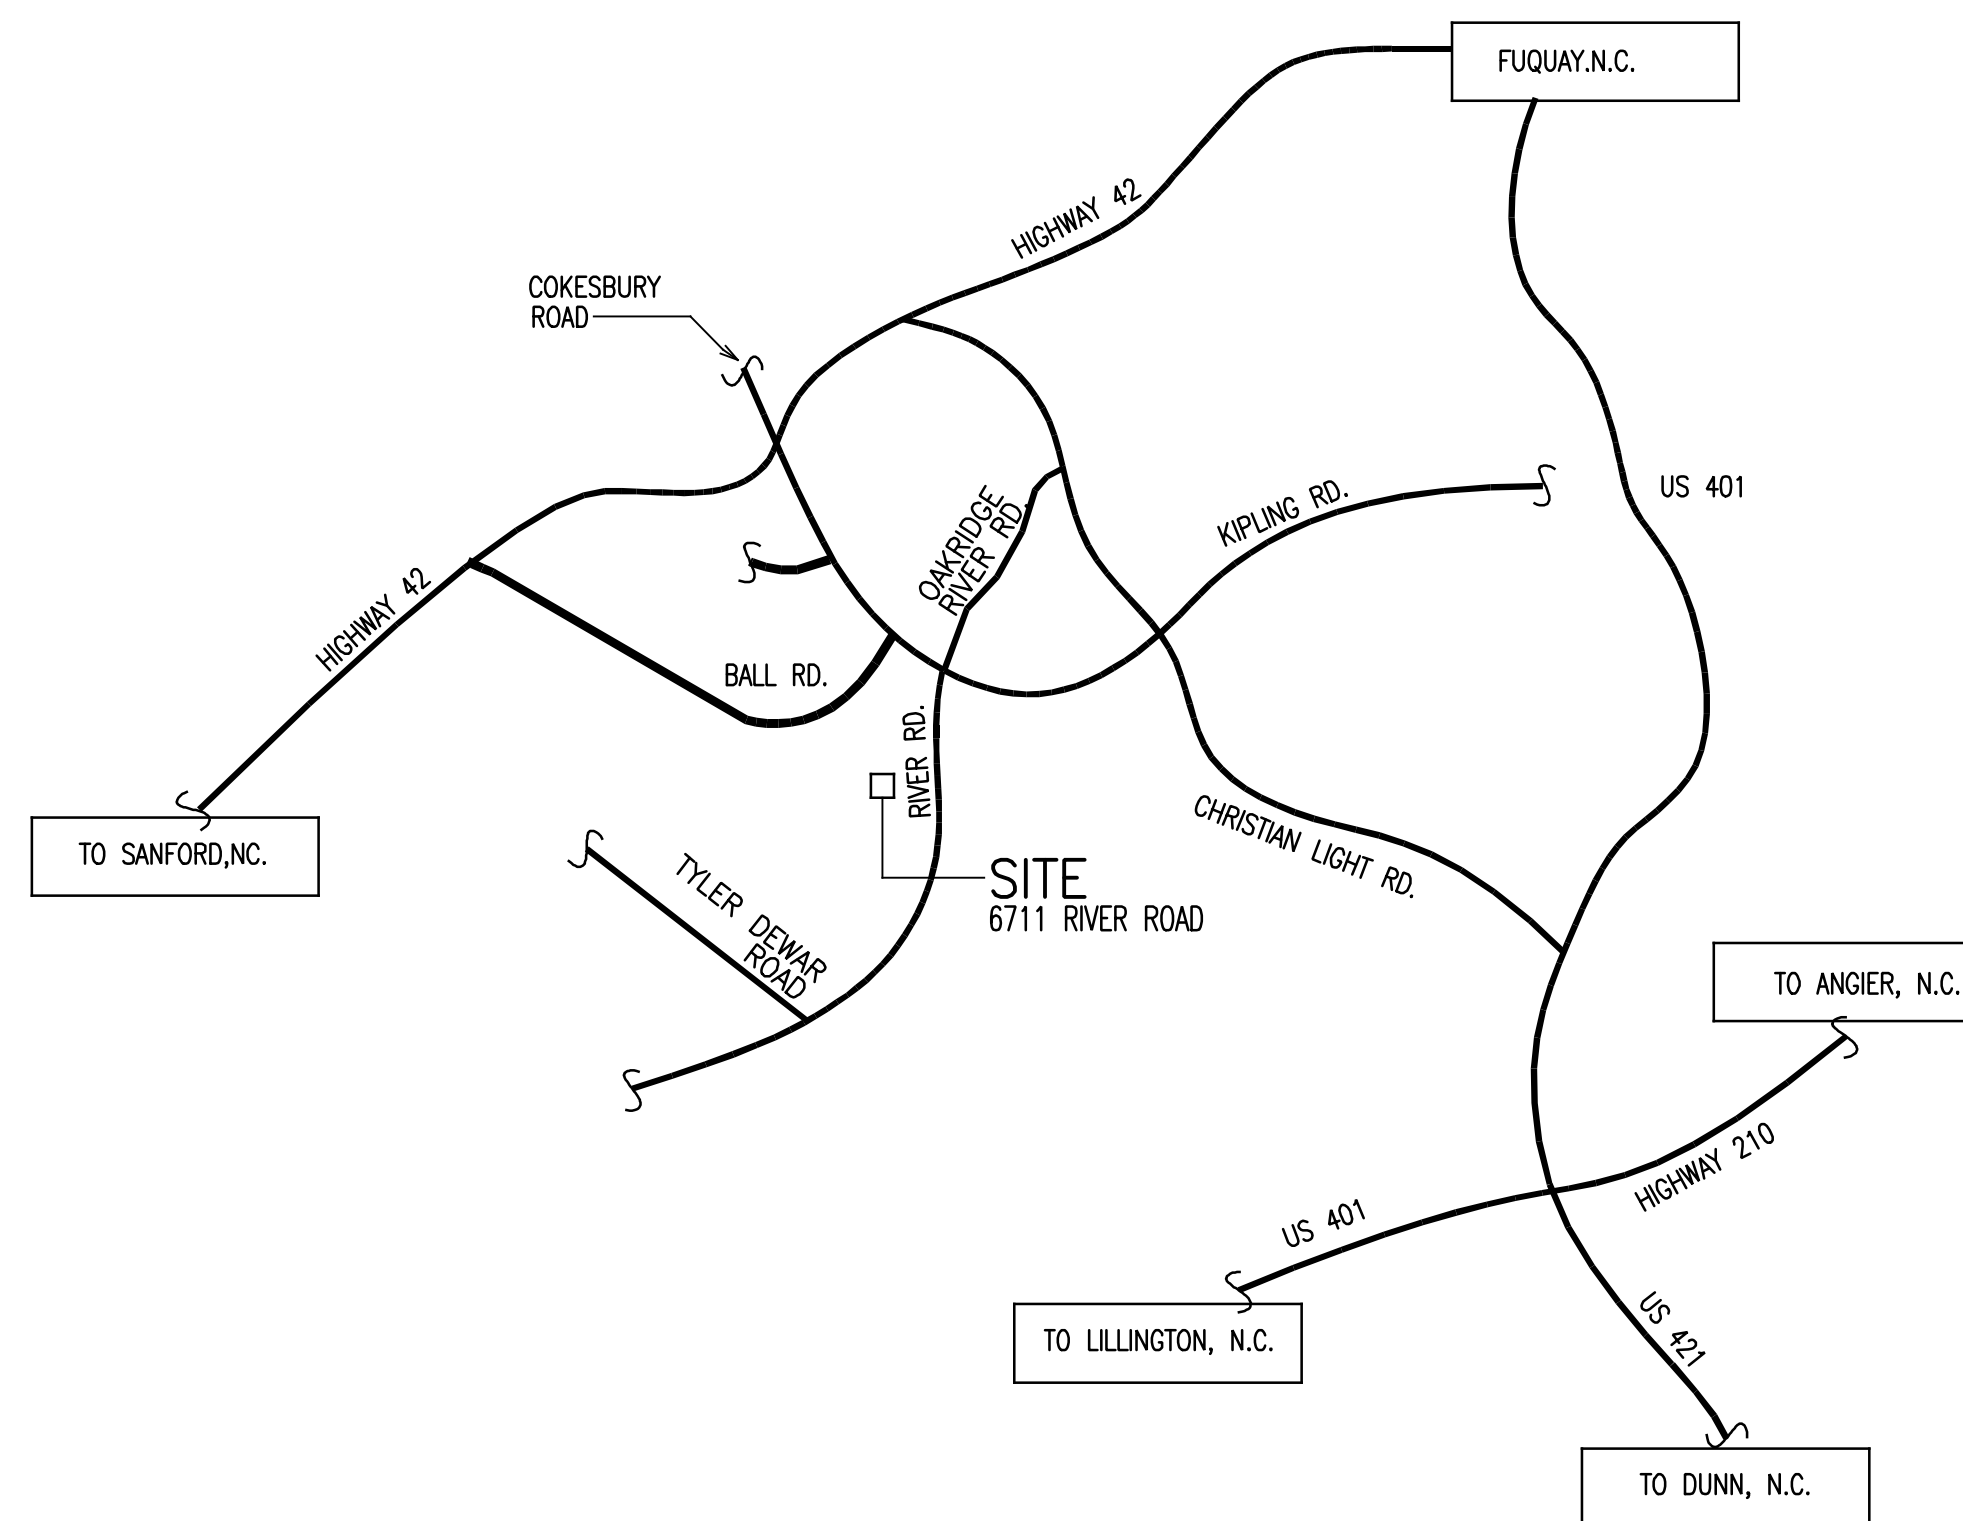 FUQUAY.N.C.
HIGHWAY 42
COKESBURY
ROAD
US 401
KIPLING RD.
OAKRIDGE
RIVER RD.
HIGHWAY 42
BALL RD.
RIVER RD.
CHRISTIAN LIGHT RD.
TO SANFORD,NC.
TYLER DEWAR
ROAD
SITE
6711 RIVER ROAD
TO ANGIER, N.C.
HIGHWAY 210
US 401
TO LILLINGTON, N.C.
US 421
TO DUNN, N.C.